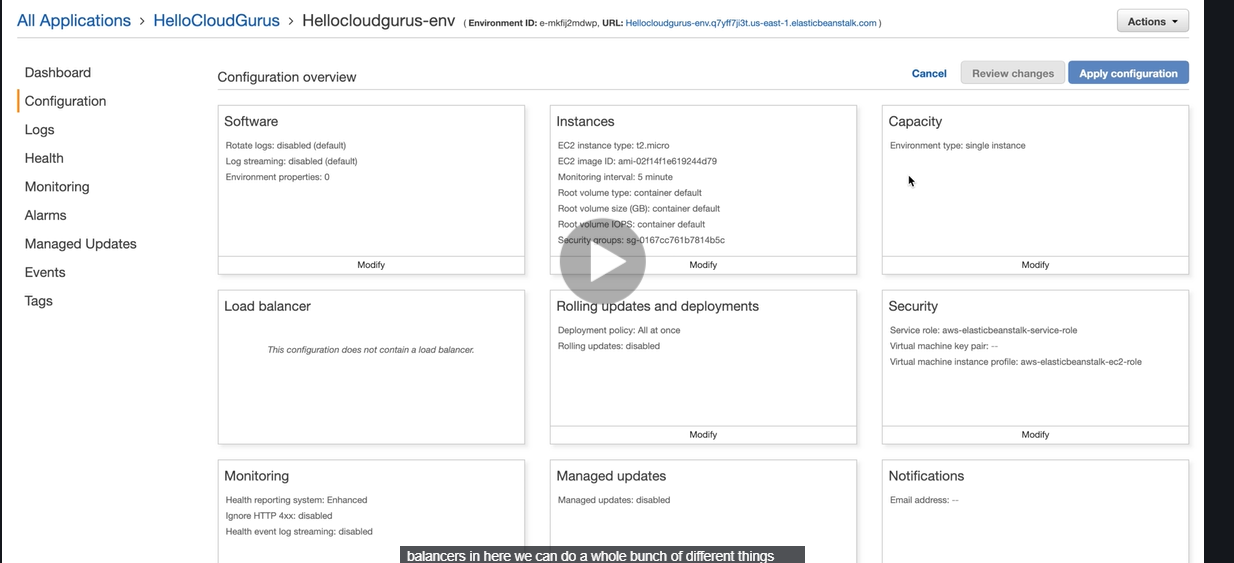 All Applications > HelloCloudGurus > Hellocloudgurus-env ( Environment ID: e-mkfij2mdwp, URL: Hellocloudgurus-env.q7yff7ji3t.us-east-1.elasticbeanstalk.com )
Actions
Dashboard
Configuration
Logs
Health
Monitoring
Alarms
Managed Updates
Events
Tags
Configuration overview
Cancel
Review changes
Apply configuration
Software
Rotate logs: disabled (default)
Log streaming: disabled (default)
Environment properties: 0
Modify
Instances
EC2 instance type: t2.micro
EC2 image ID: ami-02f14f1e619244d79
Monitoring interval: 5 minute
Root volume type: container default
Root volume size (GB): container default
Root volume IOPS: container default
Security groups: sg-0167cc761b7814b5c
Modify
Capacity
Environment type: single instance
Modify
Load balancer
This configuration does not contain a load balancer.
Rolling updates and deployments
Deployment policy: All at once
Rolling updates: disabled
Modify
Security
Service role: aws-elasticbeanstalk-service-role
Virtual machine key pair: --
Virtual machine instance profile: aws-elasticbeanstalk-ec2-role
Modify
Monitoring
Health reporting system: Enhanced
Ignore HTTP 4xx: disabled
Health event log streaming: disabled
Managed updates
Managed updates: disabled
Notifications
Email address: --
balancers in here we can do a whole bunch of different things